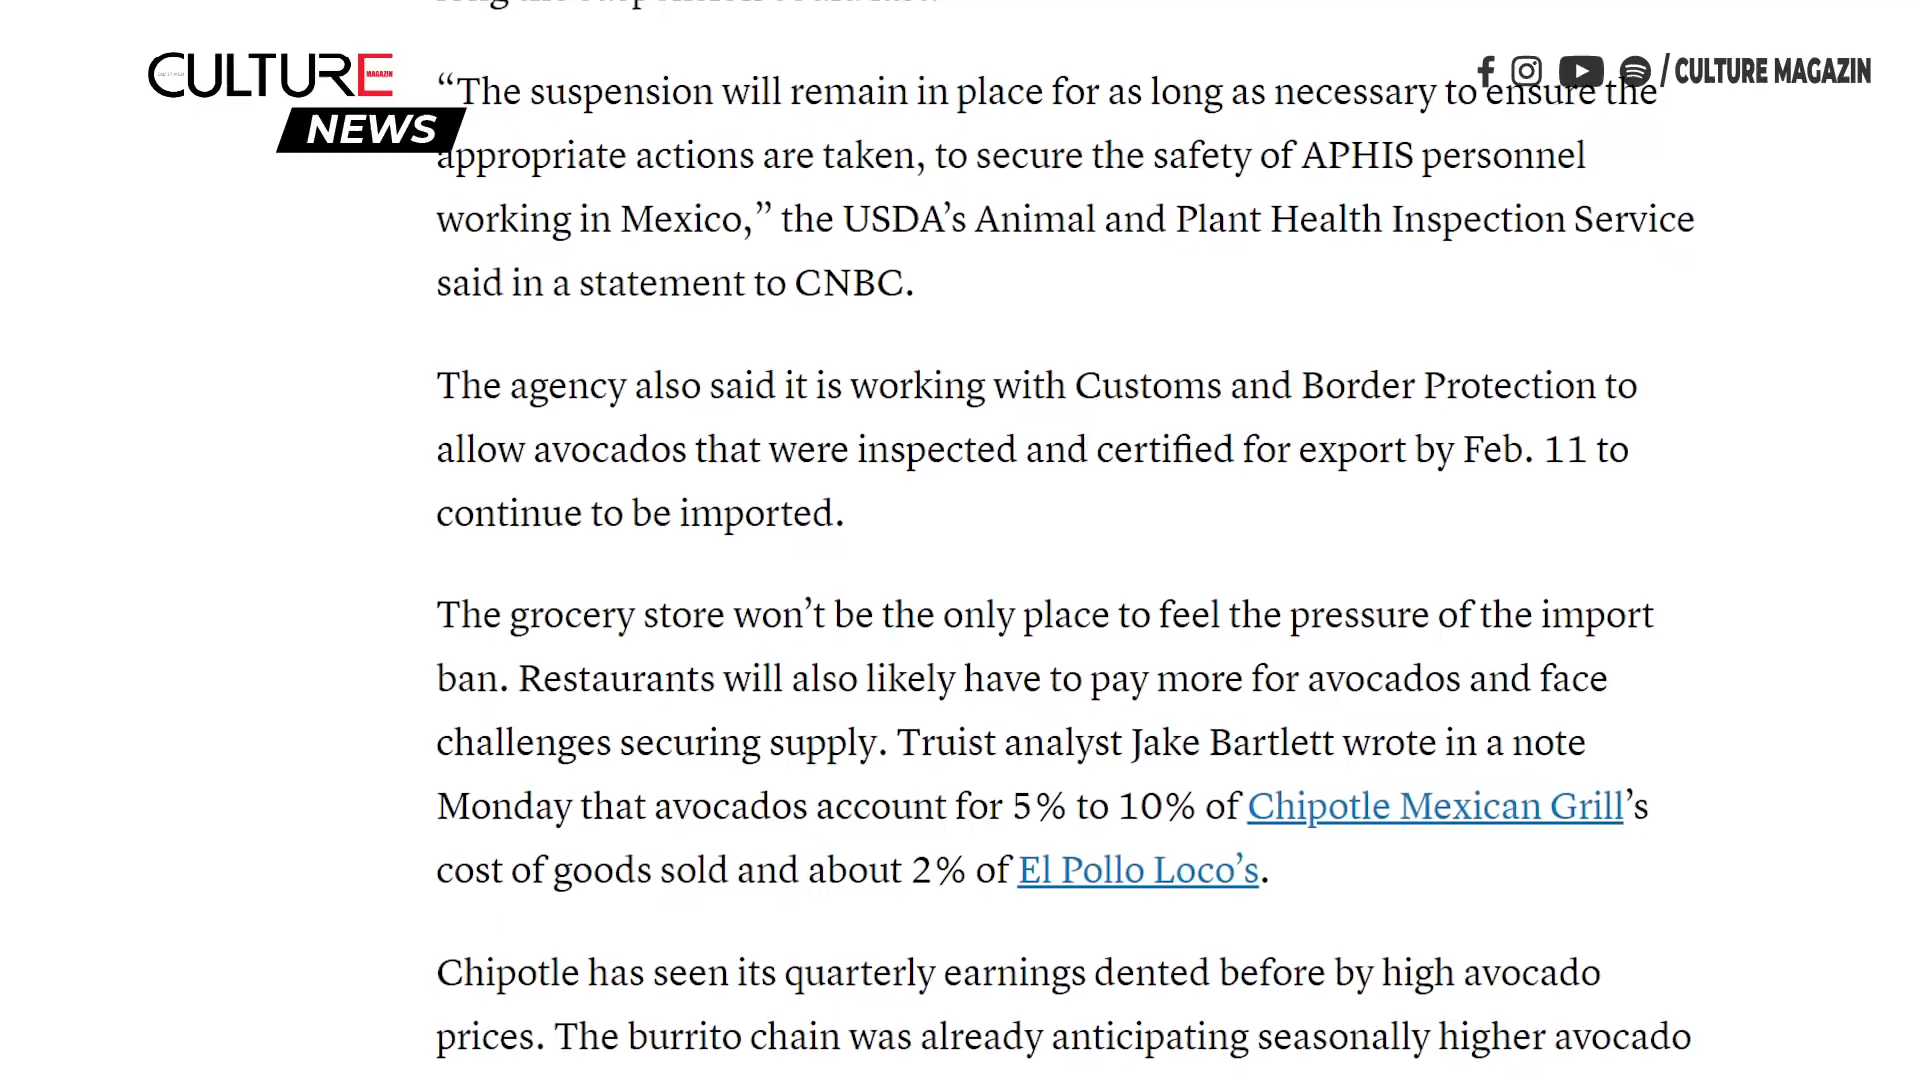 CULTURE
MAGAZIN
NEWS
/ CULTURE MAGAZIN
“The suspension will remain in place for as long as necessary to ensure the
appropriate actions are taken, to secure the safety of APHIS personnel
working in Mexico,” the USDA’s Animal and Plant Health Inspection Service
said in a statement to CNBC.
The agency also said it is working with Customs and Border Protection to
allow avocados that were inspected and certified for export by Feb. 11 to
continue to be imported.
The grocery store won’t be the only place to feel the pressure of the import
ban. Restaurants will also likely have to pay more for avocados and face
challenges securing supply. Truist analyst Jake Bartlett wrote in a note
Monday that avocados account for 5% to 10% of Chipotle Mexican Grill’s
cost of goods sold and about 2% of El Pollo Loco’s.
Chipotle has seen its quarterly earnings dented before by high avocado
prices. The burrito chain was already anticipating seasonally higher avocado